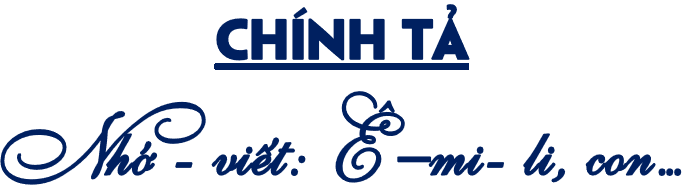 CHÍNH TẢ
Nhớ - viết: Ê –mi- li, con…